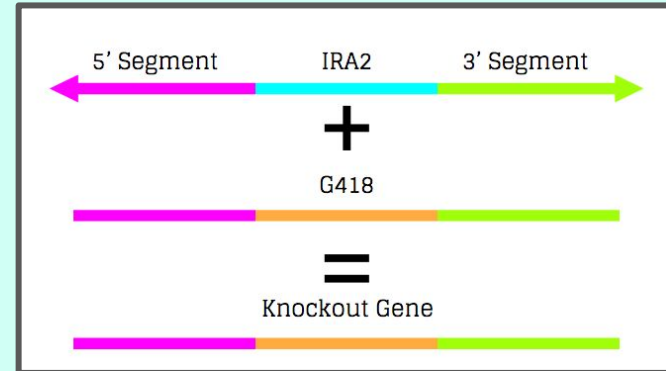 5’ Segment IRA2 3’ Segment
+
G418
=
Knockout Gene